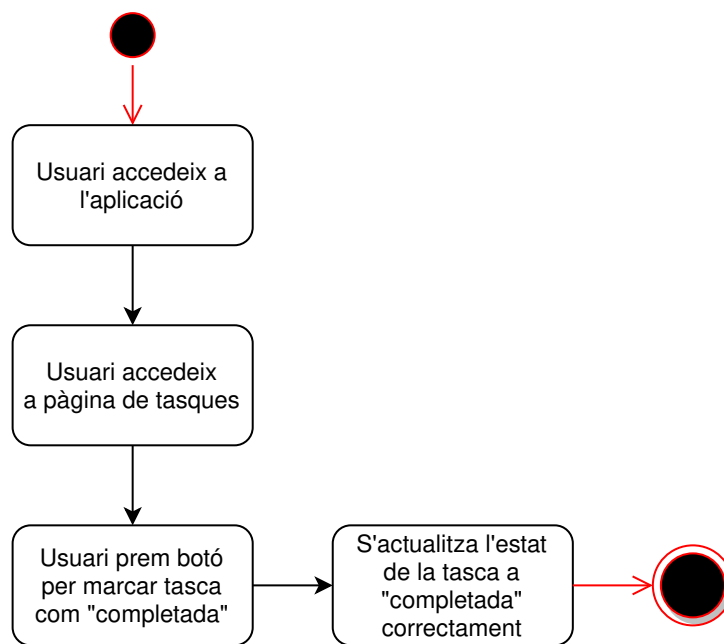 Usuari accedeix a
l'aplicació
Usuari accedeix
a pàgina de tasques
Usuari prem botó
per marcar tasca
com "completada"
S'actualitza l'estat
de la tasca a
"completada"
correctament